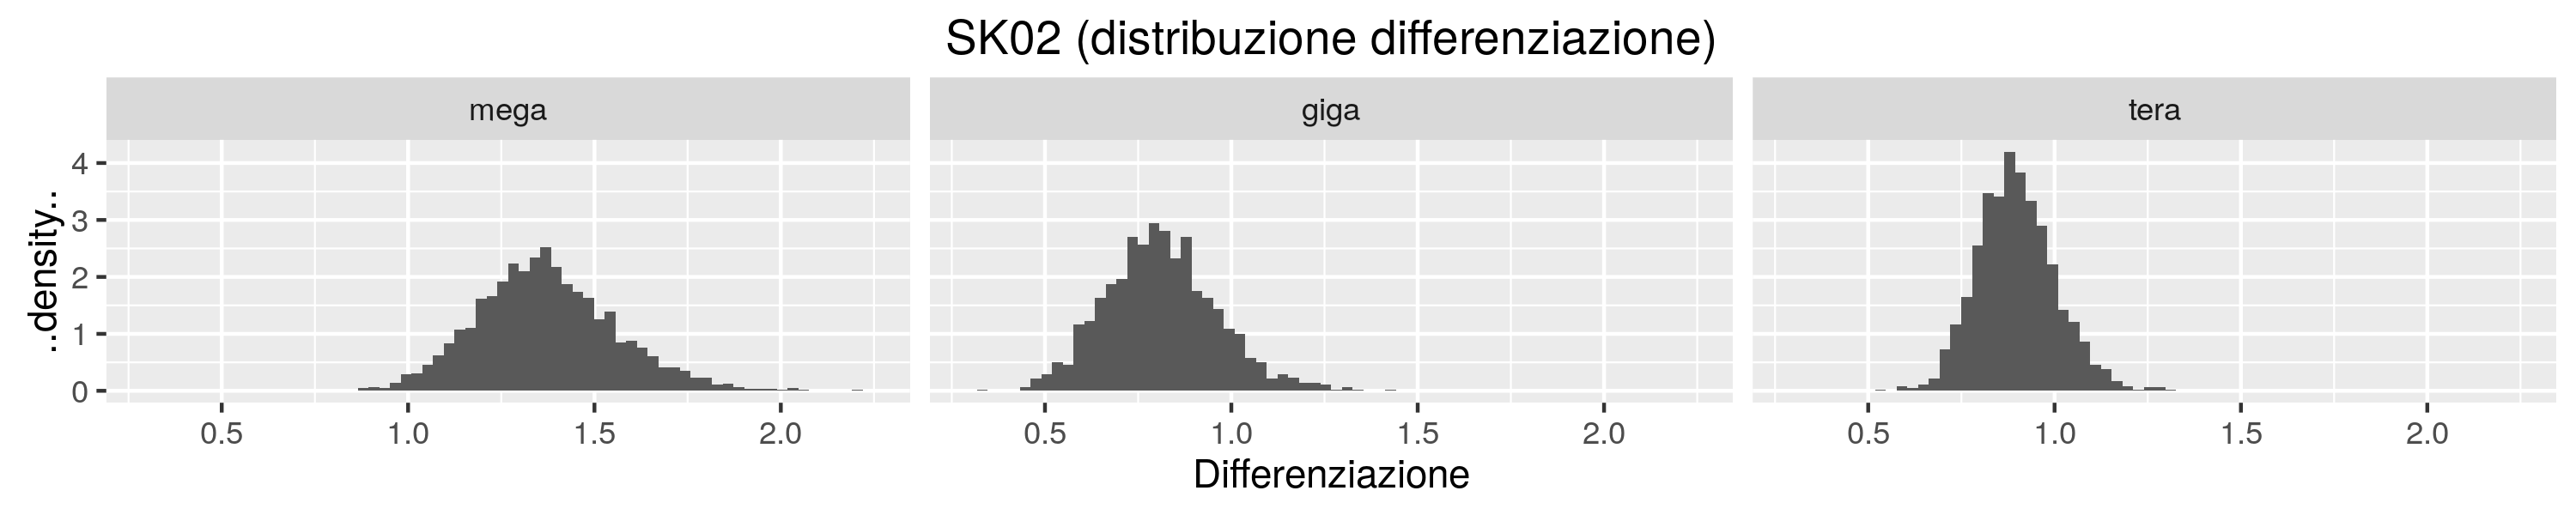 SK02 (distribuzione differenziazione)
mega
giga
tera
..density..
4
3
2
1
0
0.5 1.0 1.5 2.0
0.5 1.0 1.5 2.0
0.5 1.0 1.5 2.0
Differenziazione